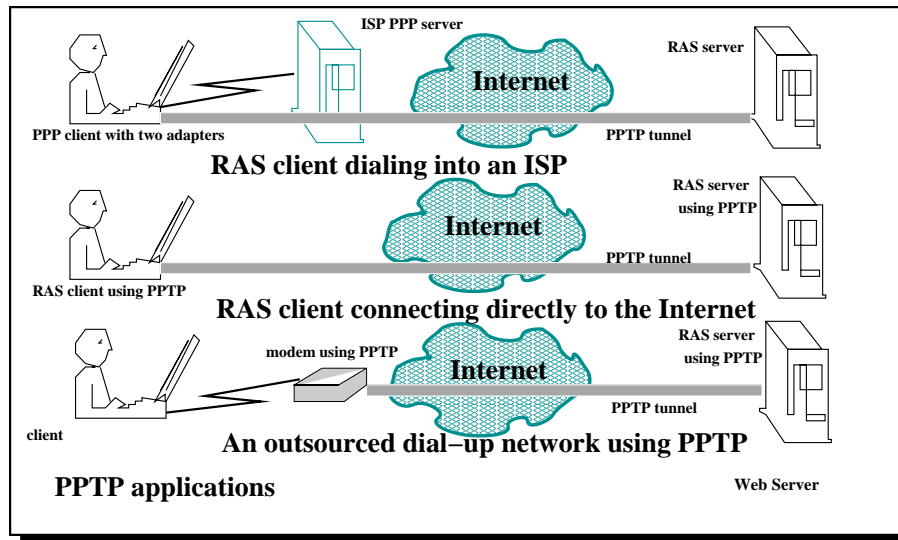 ISP PPP server
RAS server
Internet
PPP client with two adapters
PPTP tunnel
RAS client dialing into an ISP
RAS server
using PPTP
Internet
PPTP tunnel
RAS client using PPTP
RAS client connecting directly to the Internet
RAS server
using PPTP
modem using PPTP
Internet
PPTP tunnel
client
An outsourced dial−up network using PPTP
PPTP applications
Web Server